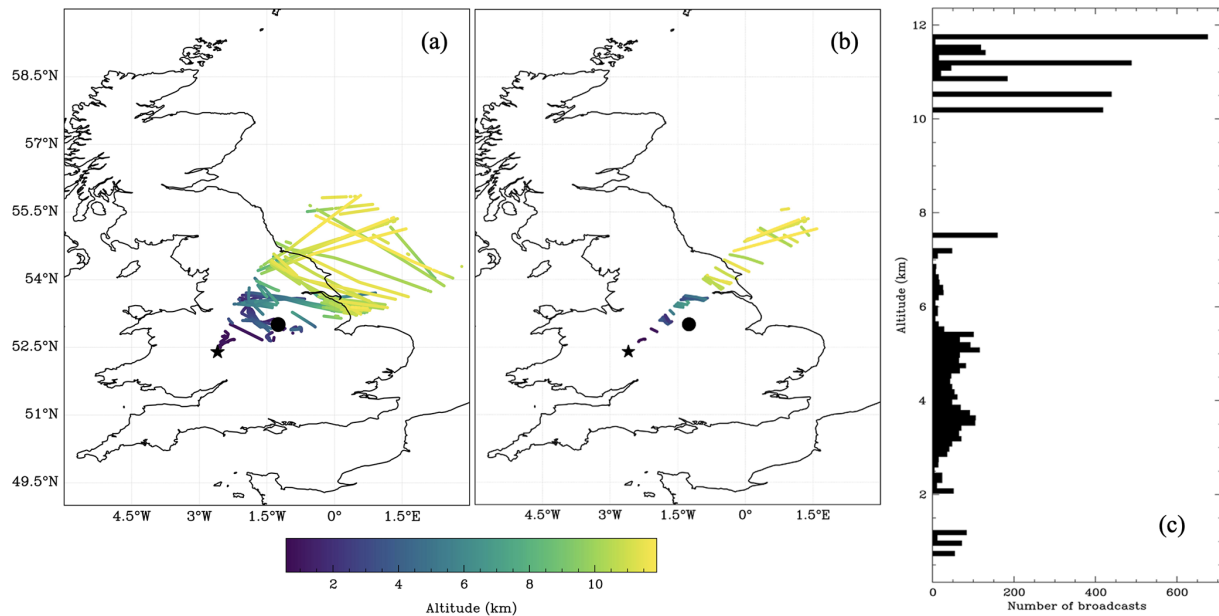 (a)
(b)
58.5°N
57°N
55.5°N
54°N
52.5°N
51°N
49.5°N
4.5°W
3°W
1.5°W
0°
1.5°E
4.5°W
3°W
1.5°W
0°
1.5°E
2
4
6
8
10
Altitude (km)
12
10
8
6
4
2
Altitude (km)
(c)
0
200
400
600
Number of broadcasts